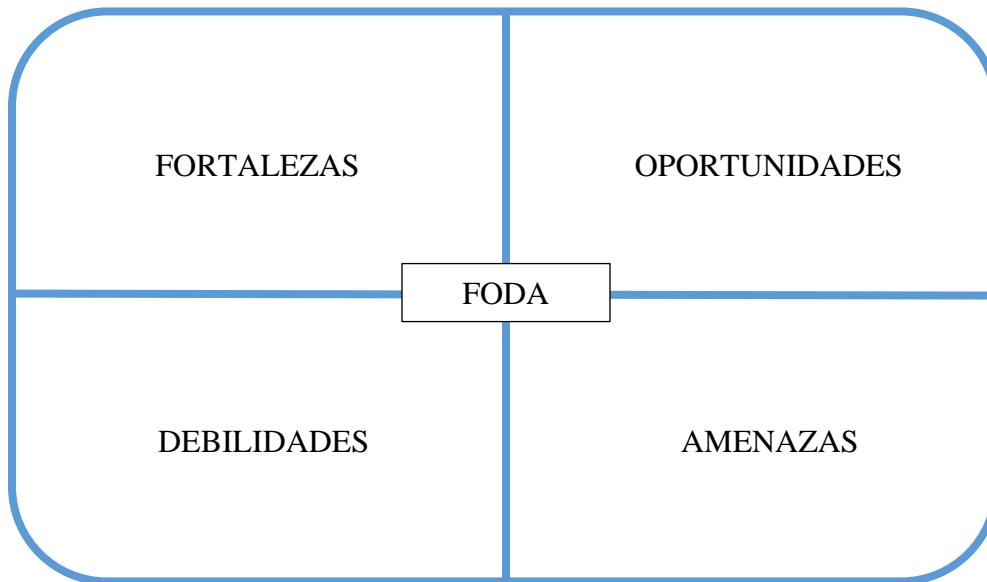 FORTALEZAS
OPORTUNIDADES
FODA
DEBILIDADES
AMENAZAS